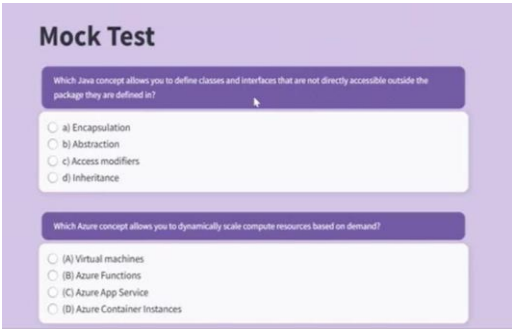 Mock Test
Which Java concept allows you to define classes and interfaces that are not directly accessible outside the
package they are defined in?
a) Encapsulation
b) Abstraction
c) Access modifiers
d) Inheritance
Which Azure concept allows you to dynamically scale compute resources based on demand?
(A) Virtual machines
(B) Azure Functions
(C) Azure App Service
(D) Azure Container Instances